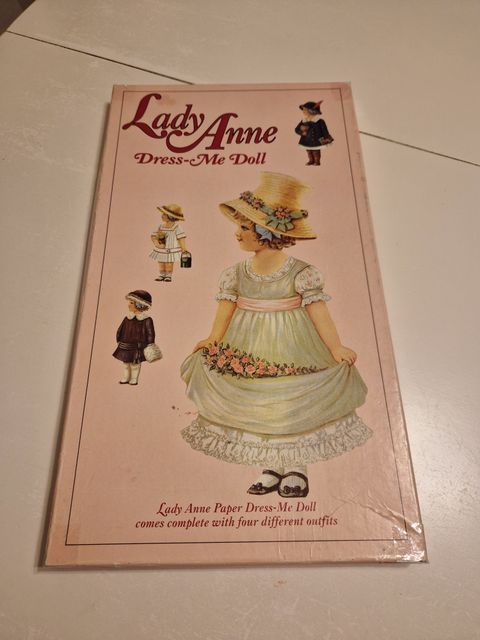 Lady Anne
Dress-Me Doll
Lady Anne Paper Dress-Me Doll
comes complete with four different outfits